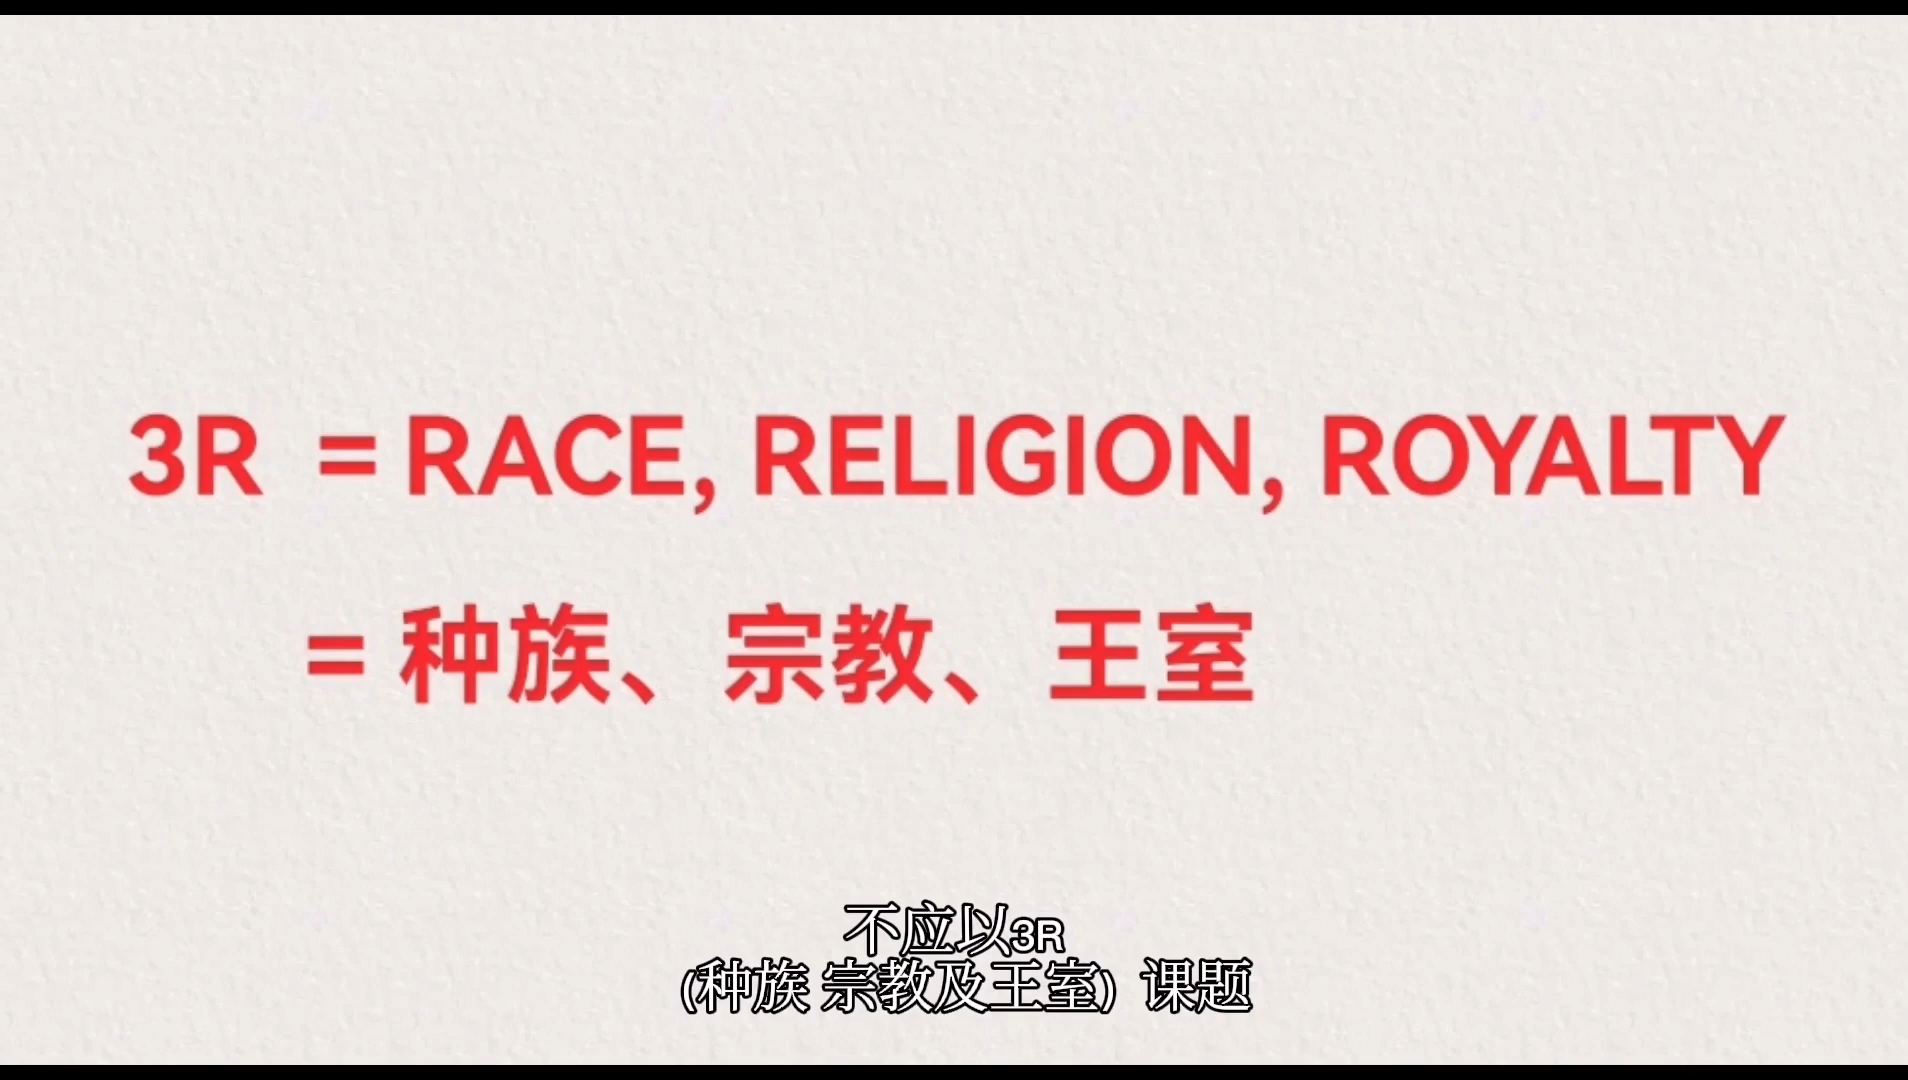 3R = RACE, RELIGION, ROYALTY
= 种族、宗教、王室
不应以3R
(种族 宗教及王室) 课题